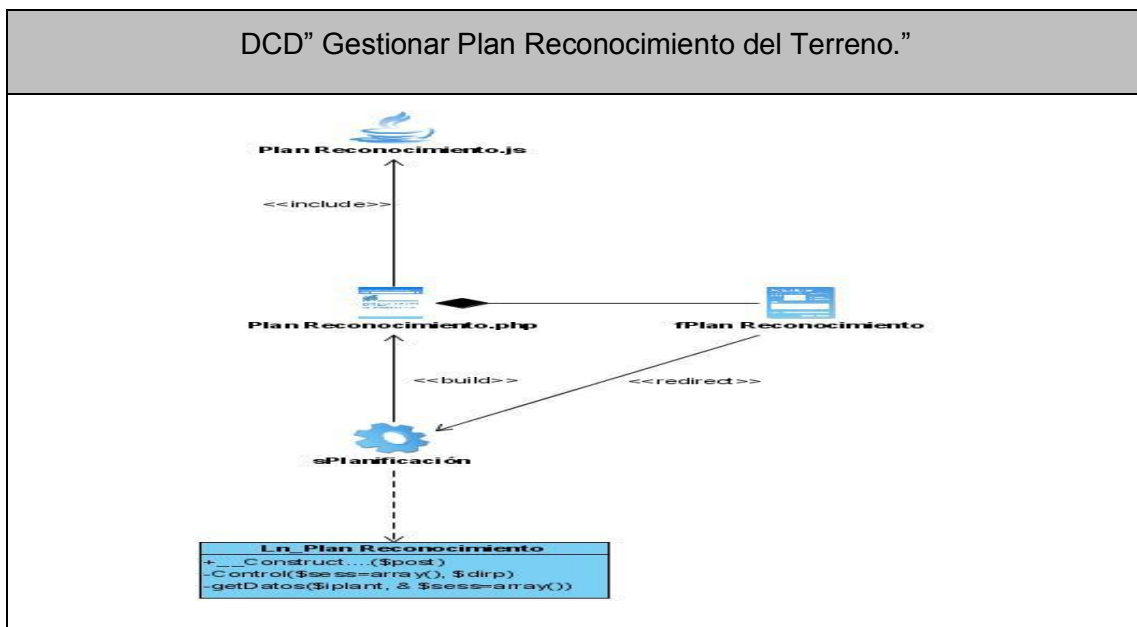 DCD” Gestionar Plan Reconocimiento del Terreno.”
Plan Reconocimiento.js
<<include>>
Plan Reconocimiento.php
fPlan Reconocimiento
<<build>>
<<redirect>>
sPlanificación
Ln_Plan Reconocimiento
+__Construct....($post)
-Control($sess=array(), $dirp)
-getDatos($iplant, & $sess=array())